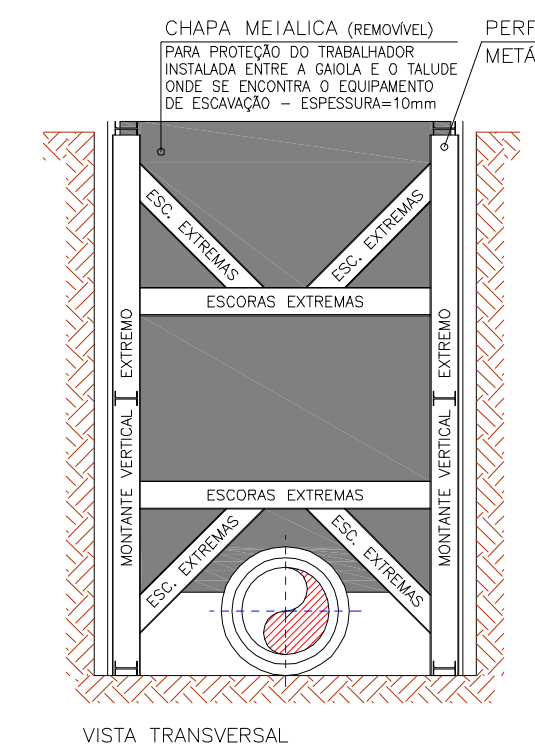 CHAPA MEIALICA (REMOVÍVEL)
PARA PROTEÇÃO DO TRABALHADOR
INSTALADA ENTRE A GAIOLA E O TALUDE
ONDE SE ENCONTRA O EQUIPAMENTO
DE ESCAVAÇÃO – ESPESSURA=10mm
PERF
METÁ
ESC. EXTREMAS
ESC. EXTREMAS
ESCORAS EXTREMAS
MONTANTE VERTICAL EXTREMO
MONTANTE VERTICAL EXTREMO
ESCORAS EXTREMAS
ESC. EXTREMAS
ESC. EXTREMAS
VISTA TRANSVERSAL